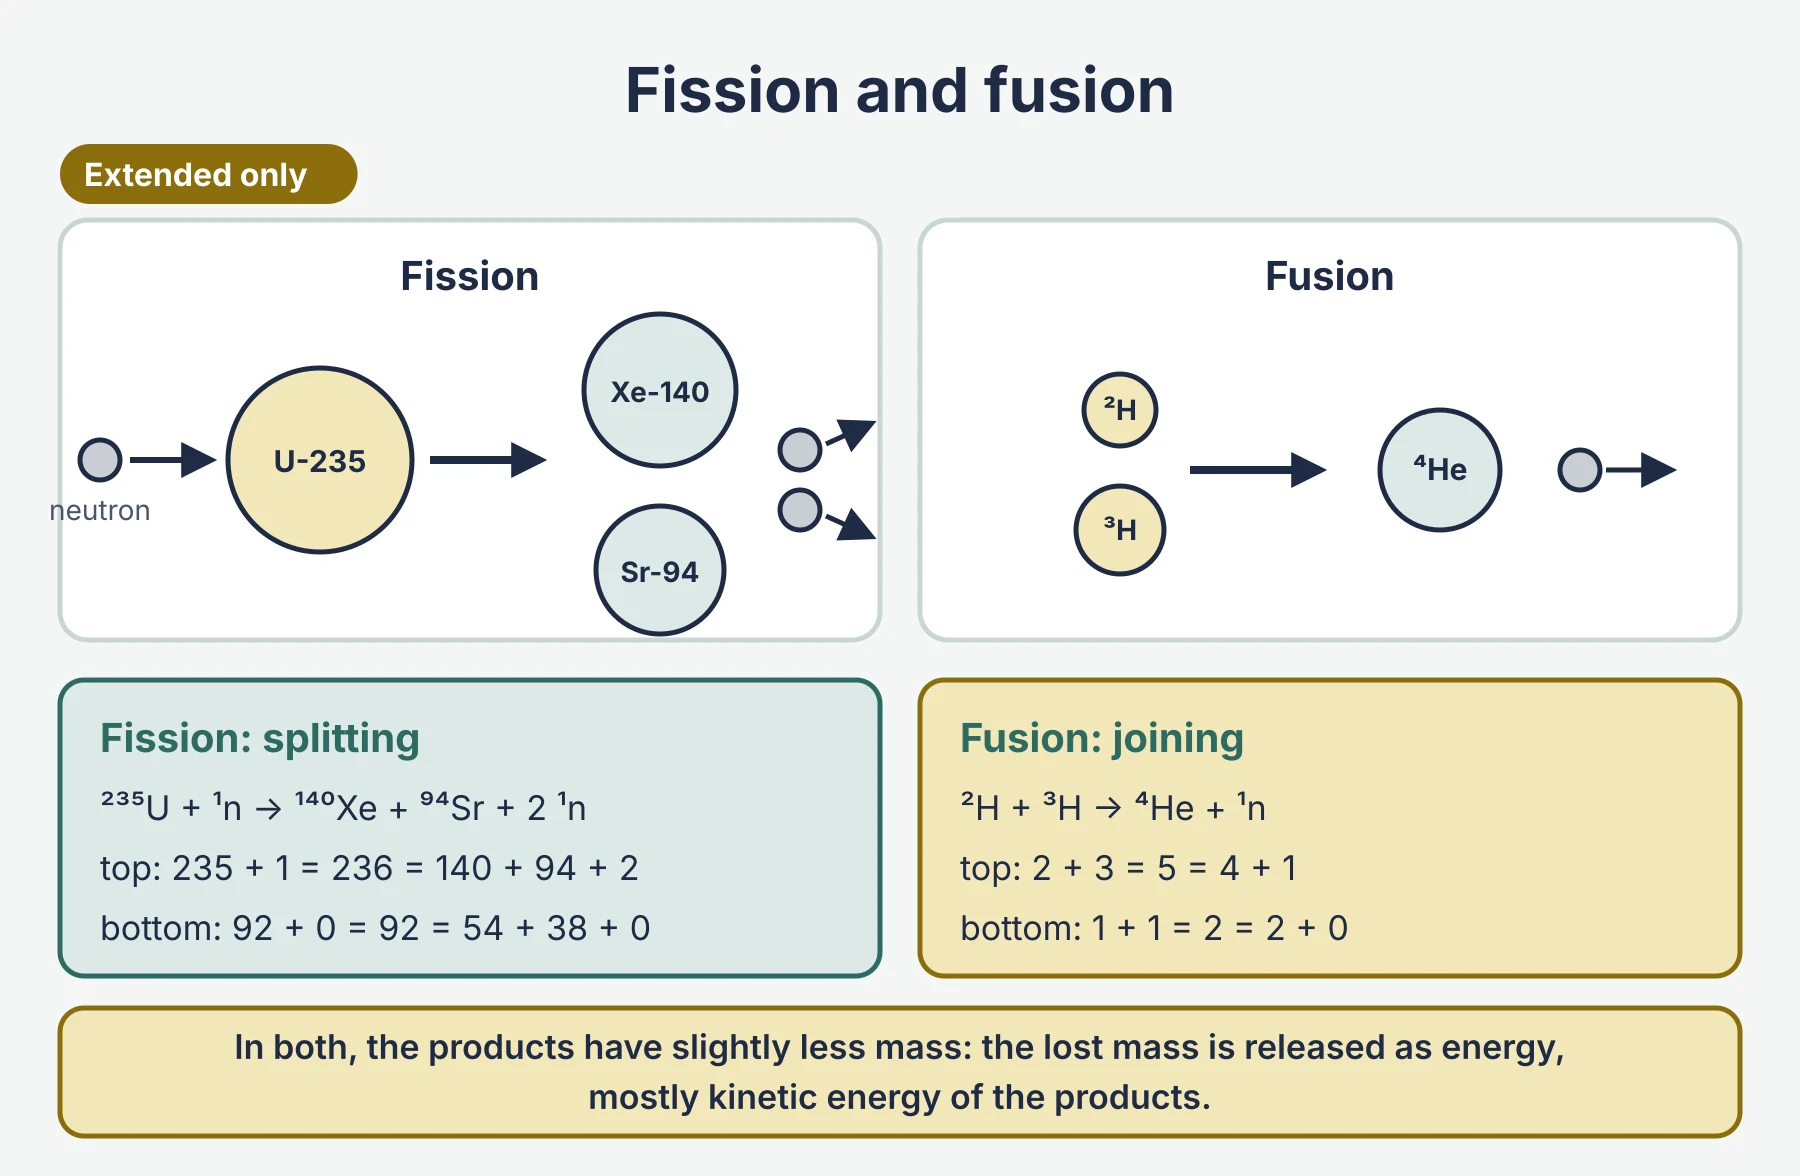 Fission and fusion
Extended only
Fission
neutron
U-235
Xe-140
Sr-94
Fusion
²H
³H
⁴He
Fission: splitting
²³⁵U + ¹n → ¹⁴⁰Xe + ⁹⁴Sr + 2 ¹n
top: 235 + 1 = 236 = 140 + 94 + 2
bottom: 92 + 0 = 92 = 54 + 38 + 0
Fusion: joining
²H + ³H → ⁴He + ¹n
top: 2 + 3 = 5 = 4 + 1
bottom: 1 + 1 = 2 = 2 + 0
In both, the products have slightly less mass: the lost mass is released as energy,
mostly kinetic energy of the products.